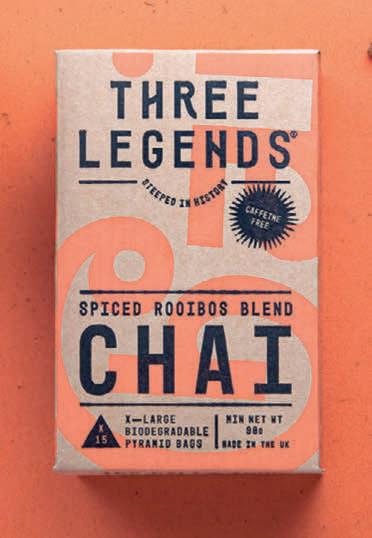 THREE
LEGENDS®
STEEPED IN HISTORY
CAFFEINE
FREE
SPICED ROOIBOS BLEND
CHAI
X
15
X—LARGE
BIODEGRADABLE
PYRAMID BAGS
MIN NET WT
90G
MADE IN THE UK